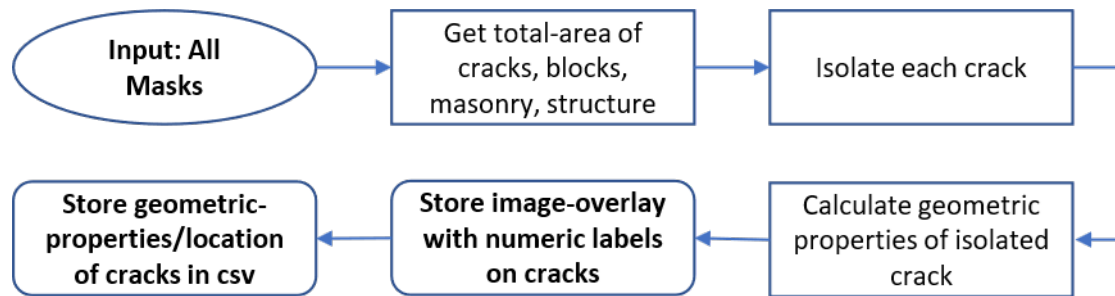 Input: All
Masks
Get total-area of
cracks, blocks,
masonry, structure
Isolate each crack
Calculate geometric
properties of isolated
crack
Store image-overlay
with numeric labels
on cracks
Store geometric-
properties/location
of cracks in csv